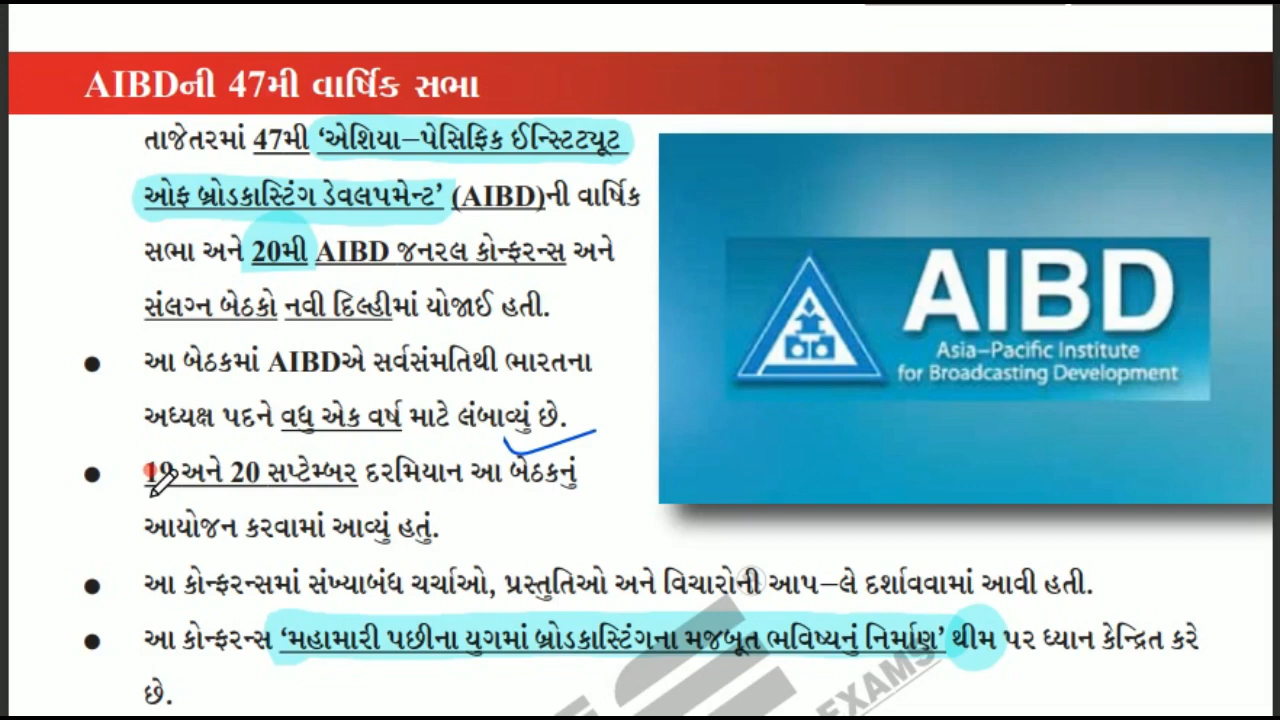 AIBDની 47મી વાર્ષિક સભા
તાજેતરમાં 47મી ‘એશિયા–પેસિફિક ઈન્સ્ટિટ્યૂટ
ઓફ બ્રોડકાસ્ટિંગ ડેવલપમેન્ટ’ (AIBD)ની વાર્ષિક
સભા અને 20મી AIBD જનરલ કોન્ફરન્સ અને
સંલગ્ન બેઠકો નવી દિલ્હીમાં યોજાઈ હતી.
● આ બેઠકમાં AIBDએ સર્વસંમતિથી ભારતના
અધ્યક્ષ પદને વધુ એક વર્ષ માટે લંબાવ્યું છે.
● 19 અને 20 સપ્ટેમ્બર દરમિયાન આ બેઠકનું
આયોજન કરવામાં આવ્યું હતું.
● આ કોન્ફરન્સમાં સંખ્યાબંધ ચર્ચાઓ, પ્રસ્તુતિઓ અને વિચારોની આપ–લે દર્શાવવામાં આવી હતી.
● આ કોન્ફરન્સ ‘મહામારી પછીના યુગમાં બ્રોડકાસ્ટિંગના મજબૂત ભવિષ્યનું નિર્માણ’ થીમ પર ધ્યાન કેન્દ્રિત કરે
છે.
AIBD
Asia–Pacific Institute
for Broadcasting Development
EXAMS